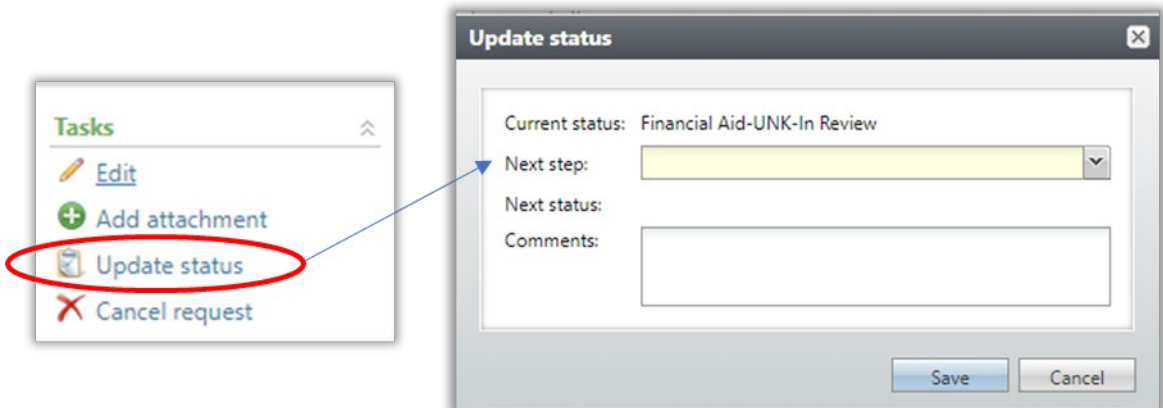 Tasks
Edit
Add attachment
Update status
Cancel request
Update status
Current status: Financial Aid-UNK-In Review
Next step:
Next status:
Comments:
Save Cancel